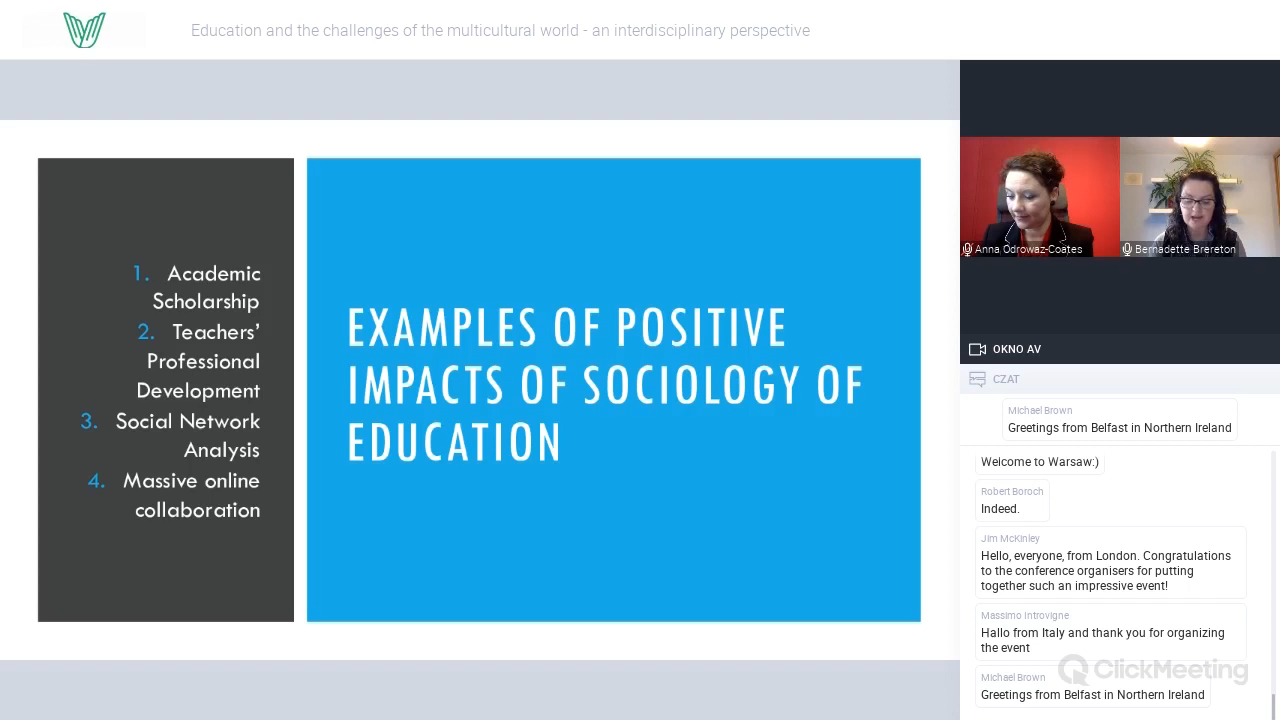 Education and the challenges of the multicultural world - an interdisciplinary perspective
1. Academic
Scholarship
2. Teachers’
Professional
Development
3. Social Network
Analysis
4. Massive online
collaboration
EXAMPLES OF POSITIVE
IMPACTS OF SOCIOLOGY OF
EDUCATION
Anna Odrowaz-Coates
Bernadette Brereton
OKNO AV
CZAT
Michael Brown
Greetings from Belfast in Northern Ireland
Welcome to Warsaw:)
Robert Boroch
Indeed.
Jim McKinley
Hello, everyone, from London. Congratulations
to the conference organisers for putting
together such an impressive event!
Massimo Introvigne
Hallo from Italy and thank you for organizing
the event
ClickMeeting
Michael Brown
Greetings from Belfast in Northern Ireland